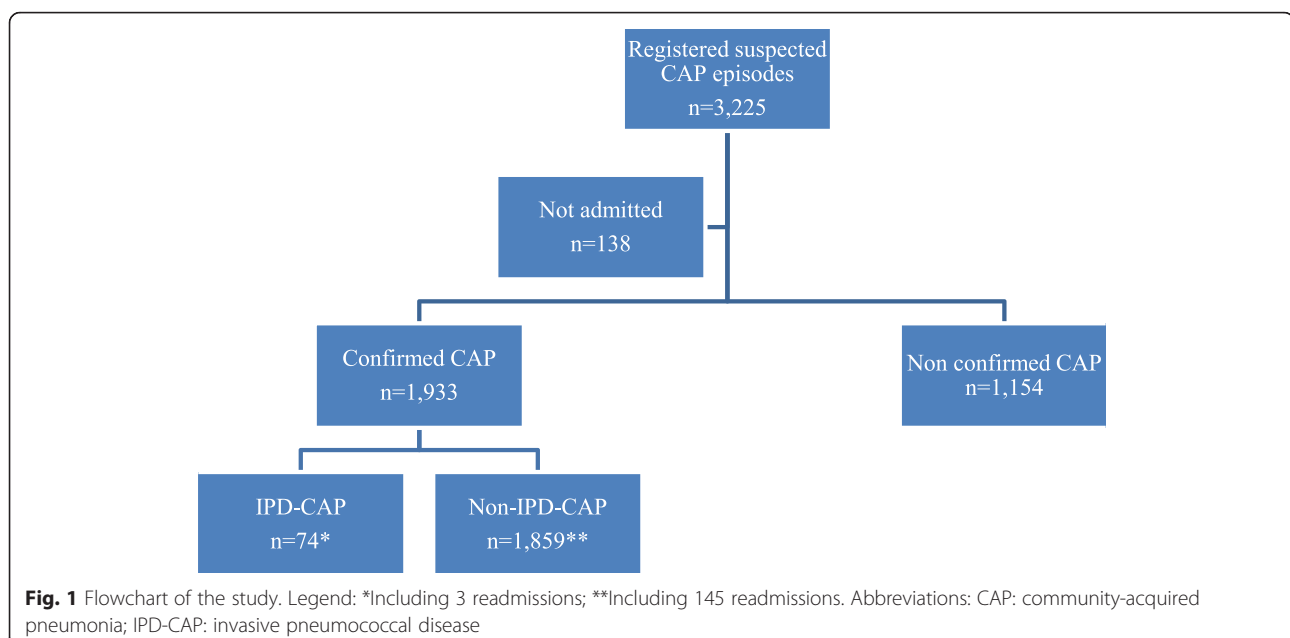 Registered suspected
CAP episodes
n=3,225
Not admitted
n=138
Confirmed CAP
n=1,933
Non confirmed CAP
n=1,154
IPD-CAP
n=74*
Non-IPD-CAP
n=1,859**
Fig. 1 Flowchart of the study. Legend: *Including 3 readmissions; **Including 145 readmissions. Abbreviations: CAP: community-acquired
pneumonia; IPD-CAP: invasive pneumococcal disease